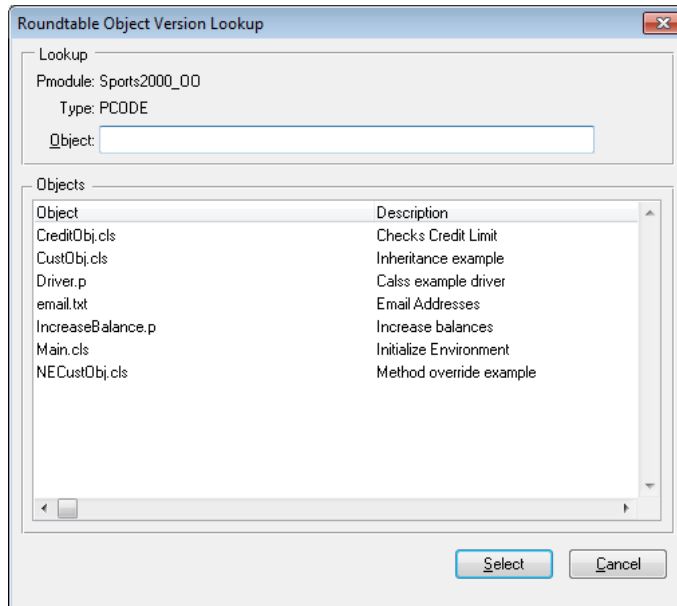 Roundtable Object Version Lookup
Lookup
Pmodule: Sports2000_OO
Type: PCODE
Object:
Objects
Object Description
CreditObj.cls Checks Credit Limit
CustObj.cls Inheritance example
Driver.p Calss example driver
email.txt Email Addresses
IncreaseBalance.p Increase balances
Main.cls Initialize Environment
NECustObj.cls Method override example
Select Cancel